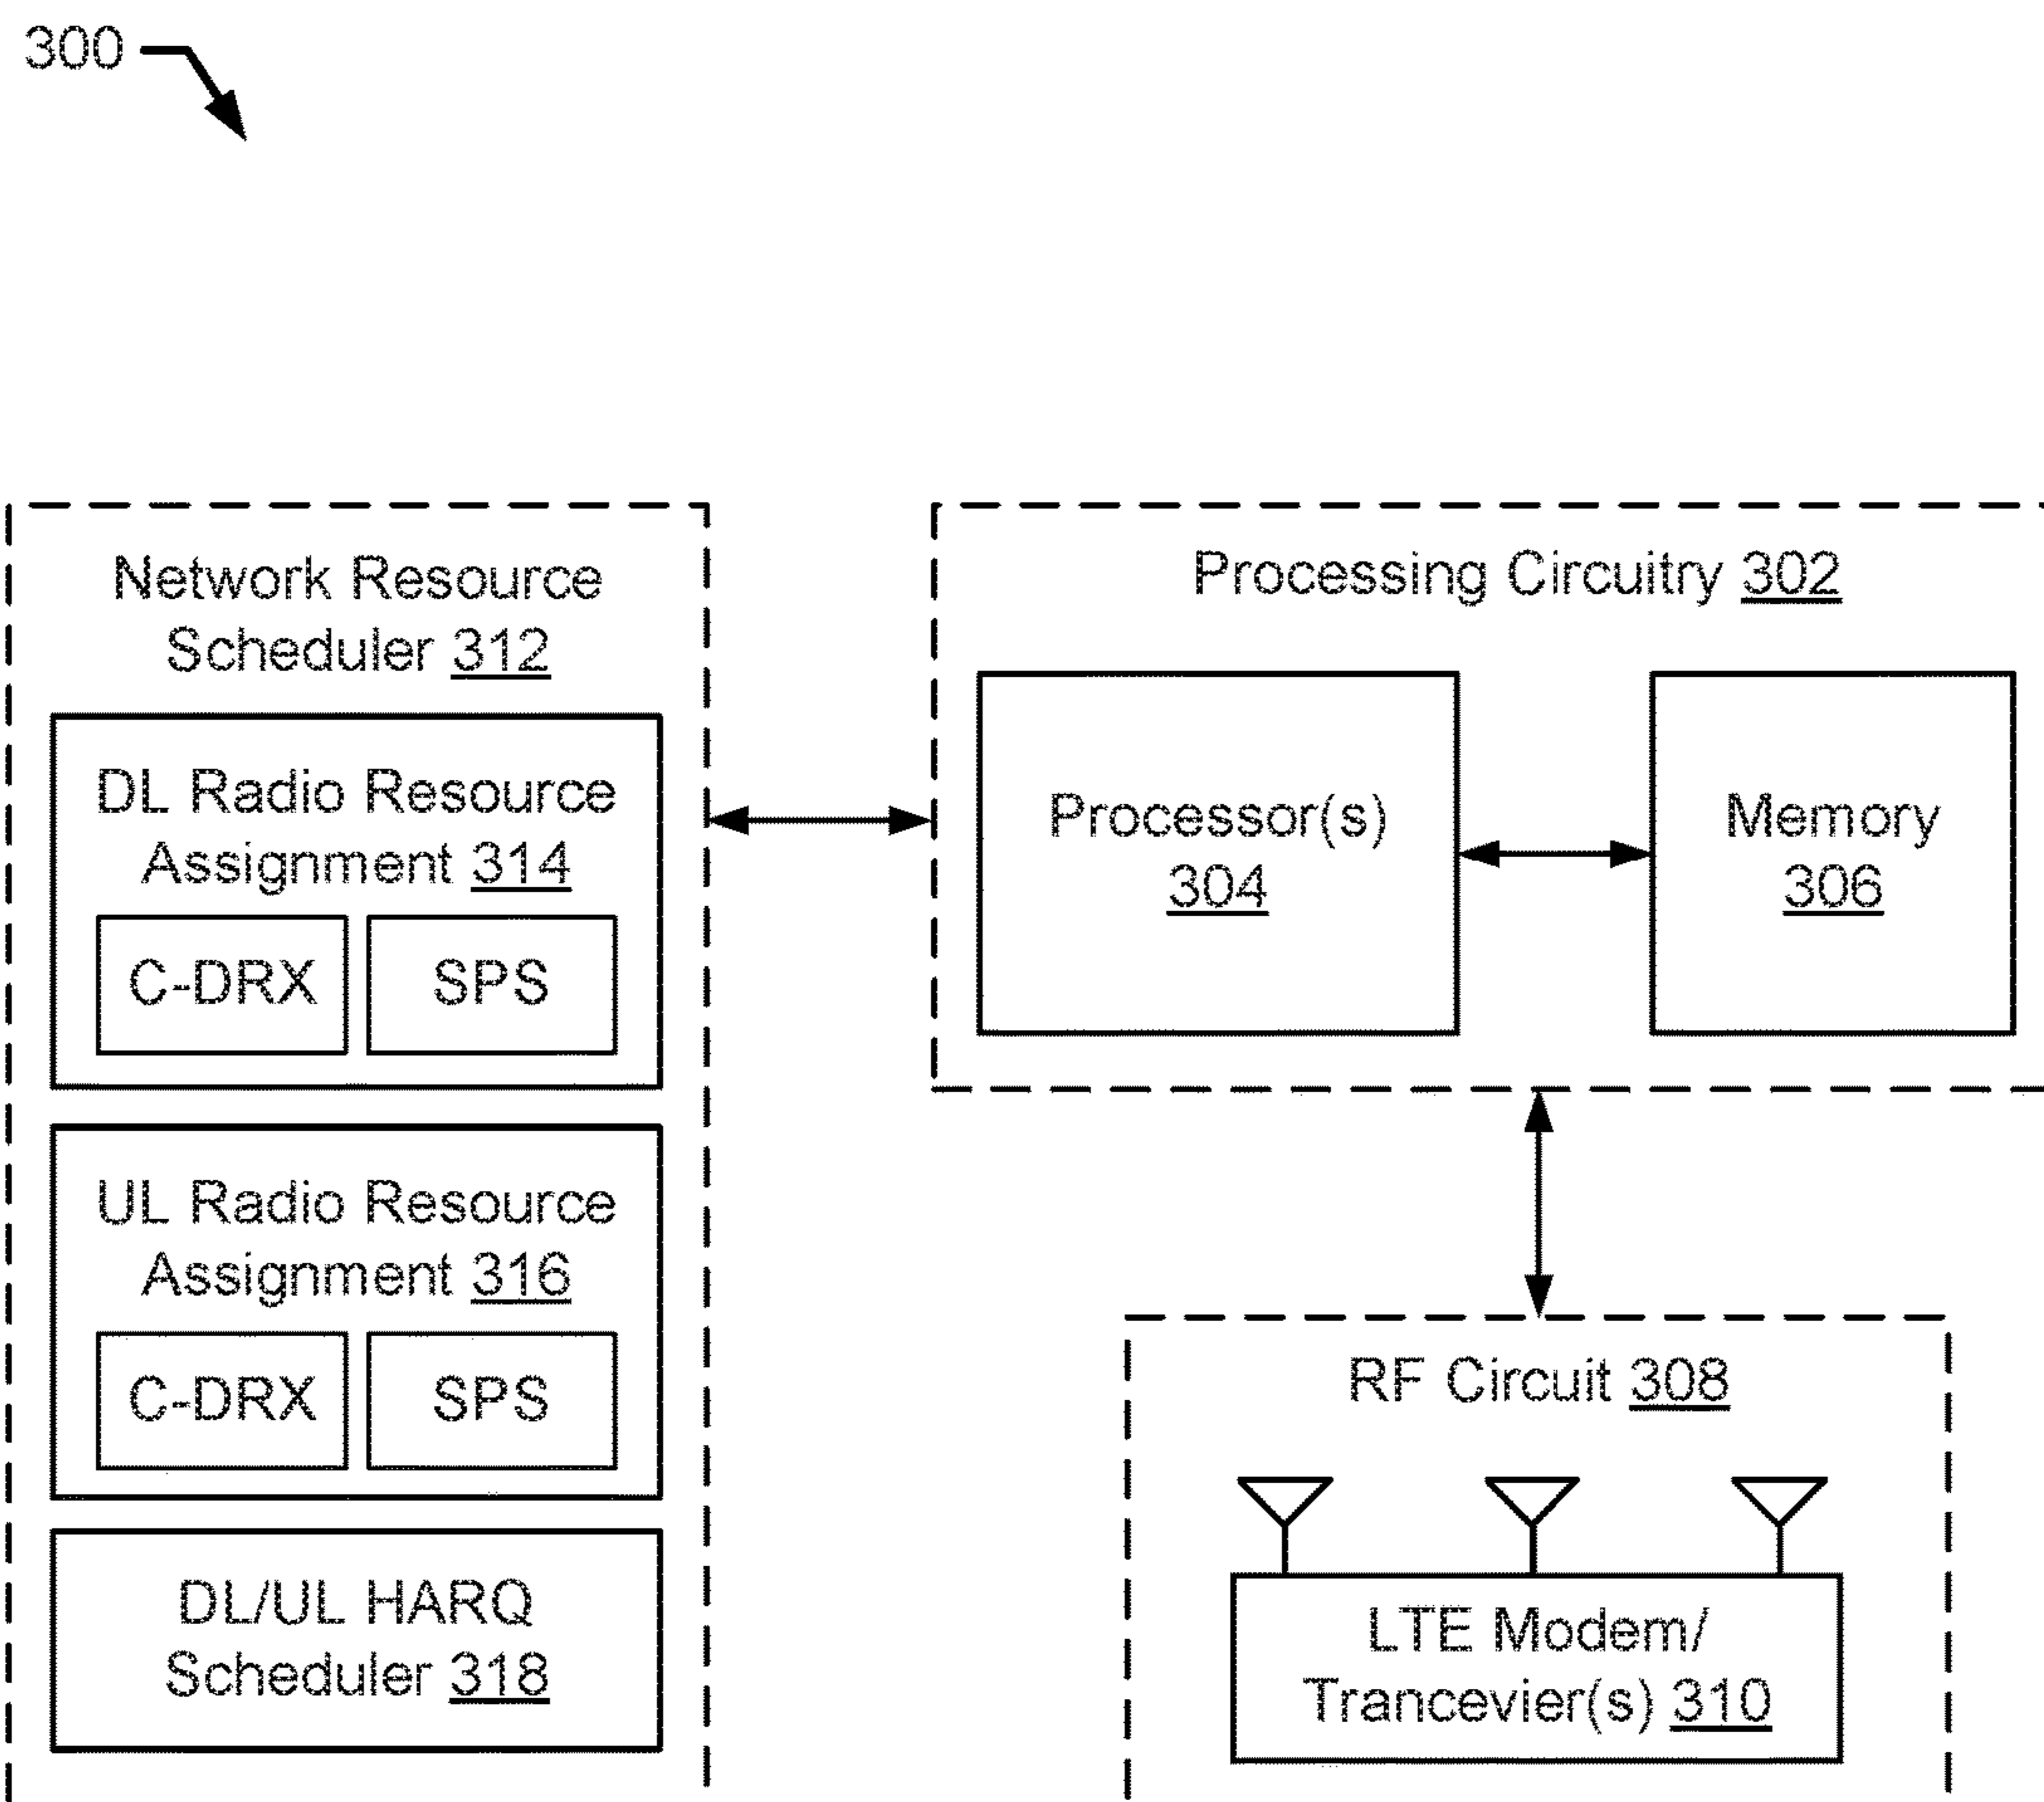 300
Network Resource
Scheduler 312
DL Radio Resource
Assignment 314
C-DRX
SPS
UL Radio Resource
Assignment 316
C-DRX
SPS
DL/UL HARQ
Scheduler 318
Processing Circuitry 302
Processor(s)
304
Memory
306
RF Circuit 308
LTE Modem/
Trancevier(s) 310